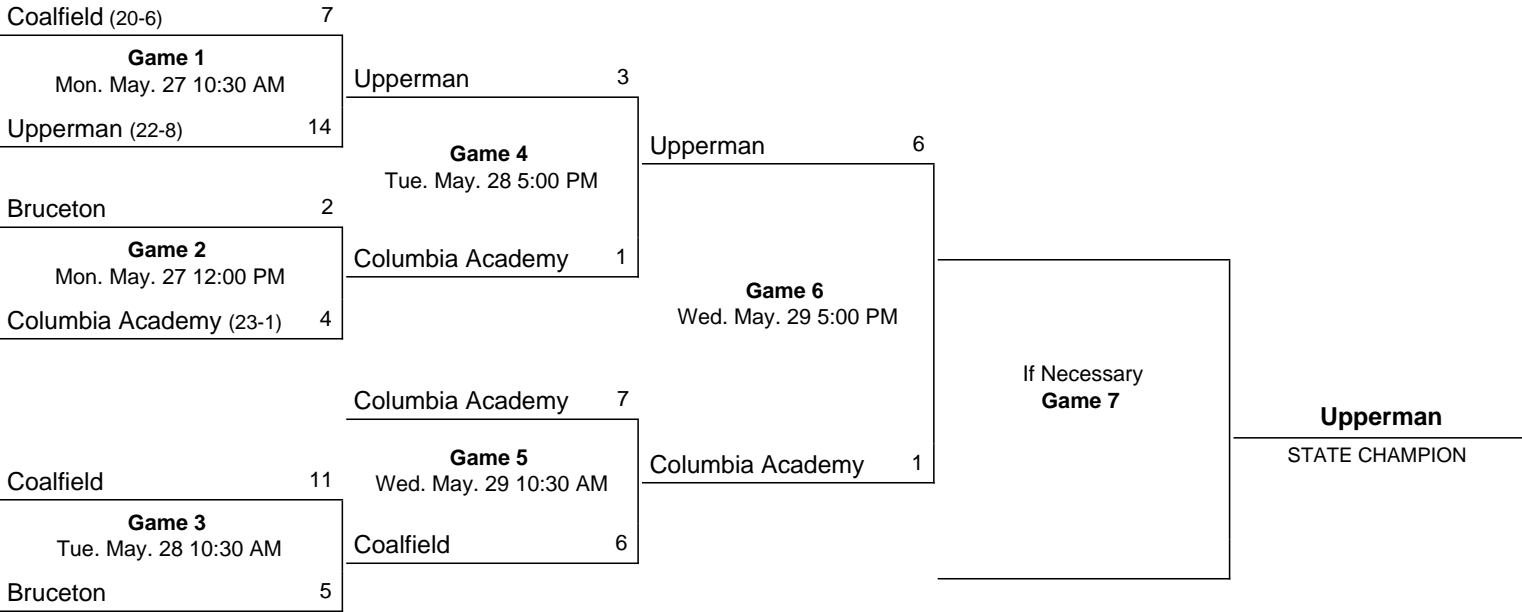 Coalfield (20-6) 7
Game 1
Mon. May. 27 10:30 AM
Upperman (22-8) 14
Bruceton 2
Game 2
Mon. May. 27 12:00 PM
Columbia Academy (23-1) 4
Coalfield 11
Game 3
Tue. May. 28 10:30 AM
Bruceton 5
Upperman 3
Game 4
Tue. May. 28 5:00 PM
Columbia Academy 1
Columbia Academy 7
Game 5
Wed. May. 29 10:30 AM
Coalfield 6
Upperman 6
Game 6
Wed. May. 29 5:00 PM
Columbia Academy 1
If Necessary
Game 7
Upperman
STATE CHAMPION